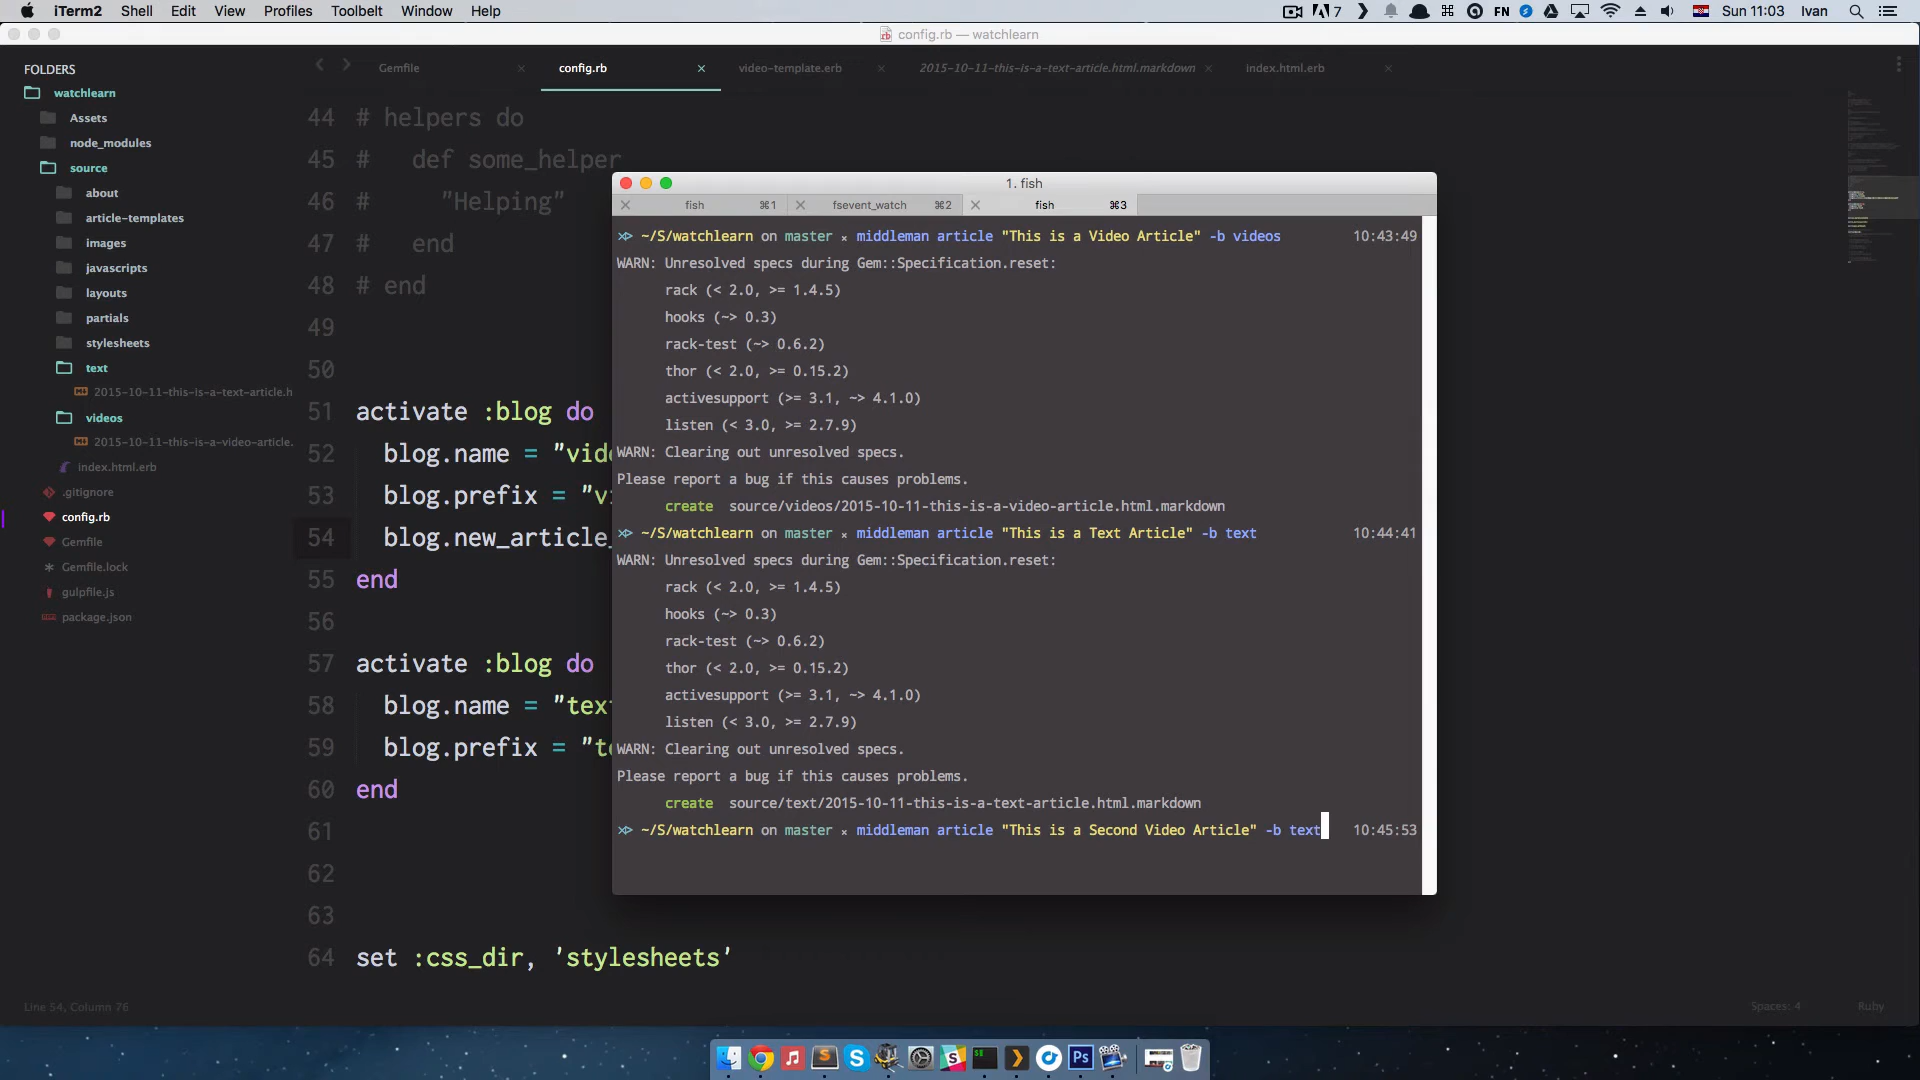 iTerm2 Shell Edit View Profiles Toolbelt Window Help 7 FN Sun 11:03 Ivan
config.rb — watchlearn
FOLDERS
watchlearn
Assets
node_modules
source
about
article-templates
images
javascripts
layouts
partials
stylesheets
text
2015-10-11-this-is-a-text-article.h
videos
2015-10-11-this-is-a-video-article.
index.html.erb
.gitignore
config.rb
Gemfile
Gemfile.lock
gulpfile.js
package.json
Gemfile config.rb video-template.erb 2015-10-11-this-is-a-text-article.html.markdown index.html.erb
44 # helpers do
45 #   def some_helper
46 #     "Helping"
47 #   end
48 # end
49
50
51 activate :blog do
52   blog.name = "vide
53   blog.prefix = "vi
54   blog.new_article_
55 end
56
57 activate :blog do
58   blog.name = "tex
59   blog.prefix = "te
60 end
61
62
63
64 set :css_dir, 'stylesheets'
1. fish
fish ⌘1 fsevent_watch ⌘2 fish ⌘3
~/S/watchlearn on master × middleman article "This is a Video Article" -b videos 10:43:49
WARN: Unresolved specs during Gem::Specification.reset:
rack (< 2.0, >= 1.4.5)
hooks (~> 0.3)
rack-test (~> 0.6.2)
thor (< 2.0, >= 0.15.2)
activesupport (>= 3.1, ~> 4.1.0)
listen (< 3.0, >= 2.7.9)
WARN: Clearing out unresolved specs.
Please report a bug if this causes problems.
create source/videos/2015-10-11-this-is-a-video-article.html.markdown
~/S/watchlearn on master × middleman article "This is a Text Article" -b text 10:44:41
WARN: Unresolved specs during Gem::Specification.reset:
rack (< 2.0, >= 1.4.5)
hooks (~> 0.3)
rack-test (~> 0.6.2)
thor (< 2.0, >= 0.15.2)
activesupport (>= 3.1, ~> 4.1.0)
listen (< 3.0, >= 2.7.9)
WARN: Clearing out unresolved specs.
Please report a bug if this causes problems.
create source/text/2015-10-11-this-is-a-text-article.html.markdown
~/S/watchlearn on master × middleman article "This is a Second Video Article" -b text 10:45:53
Line 54, Column 76 Spaces: 4 Ruby
Ps